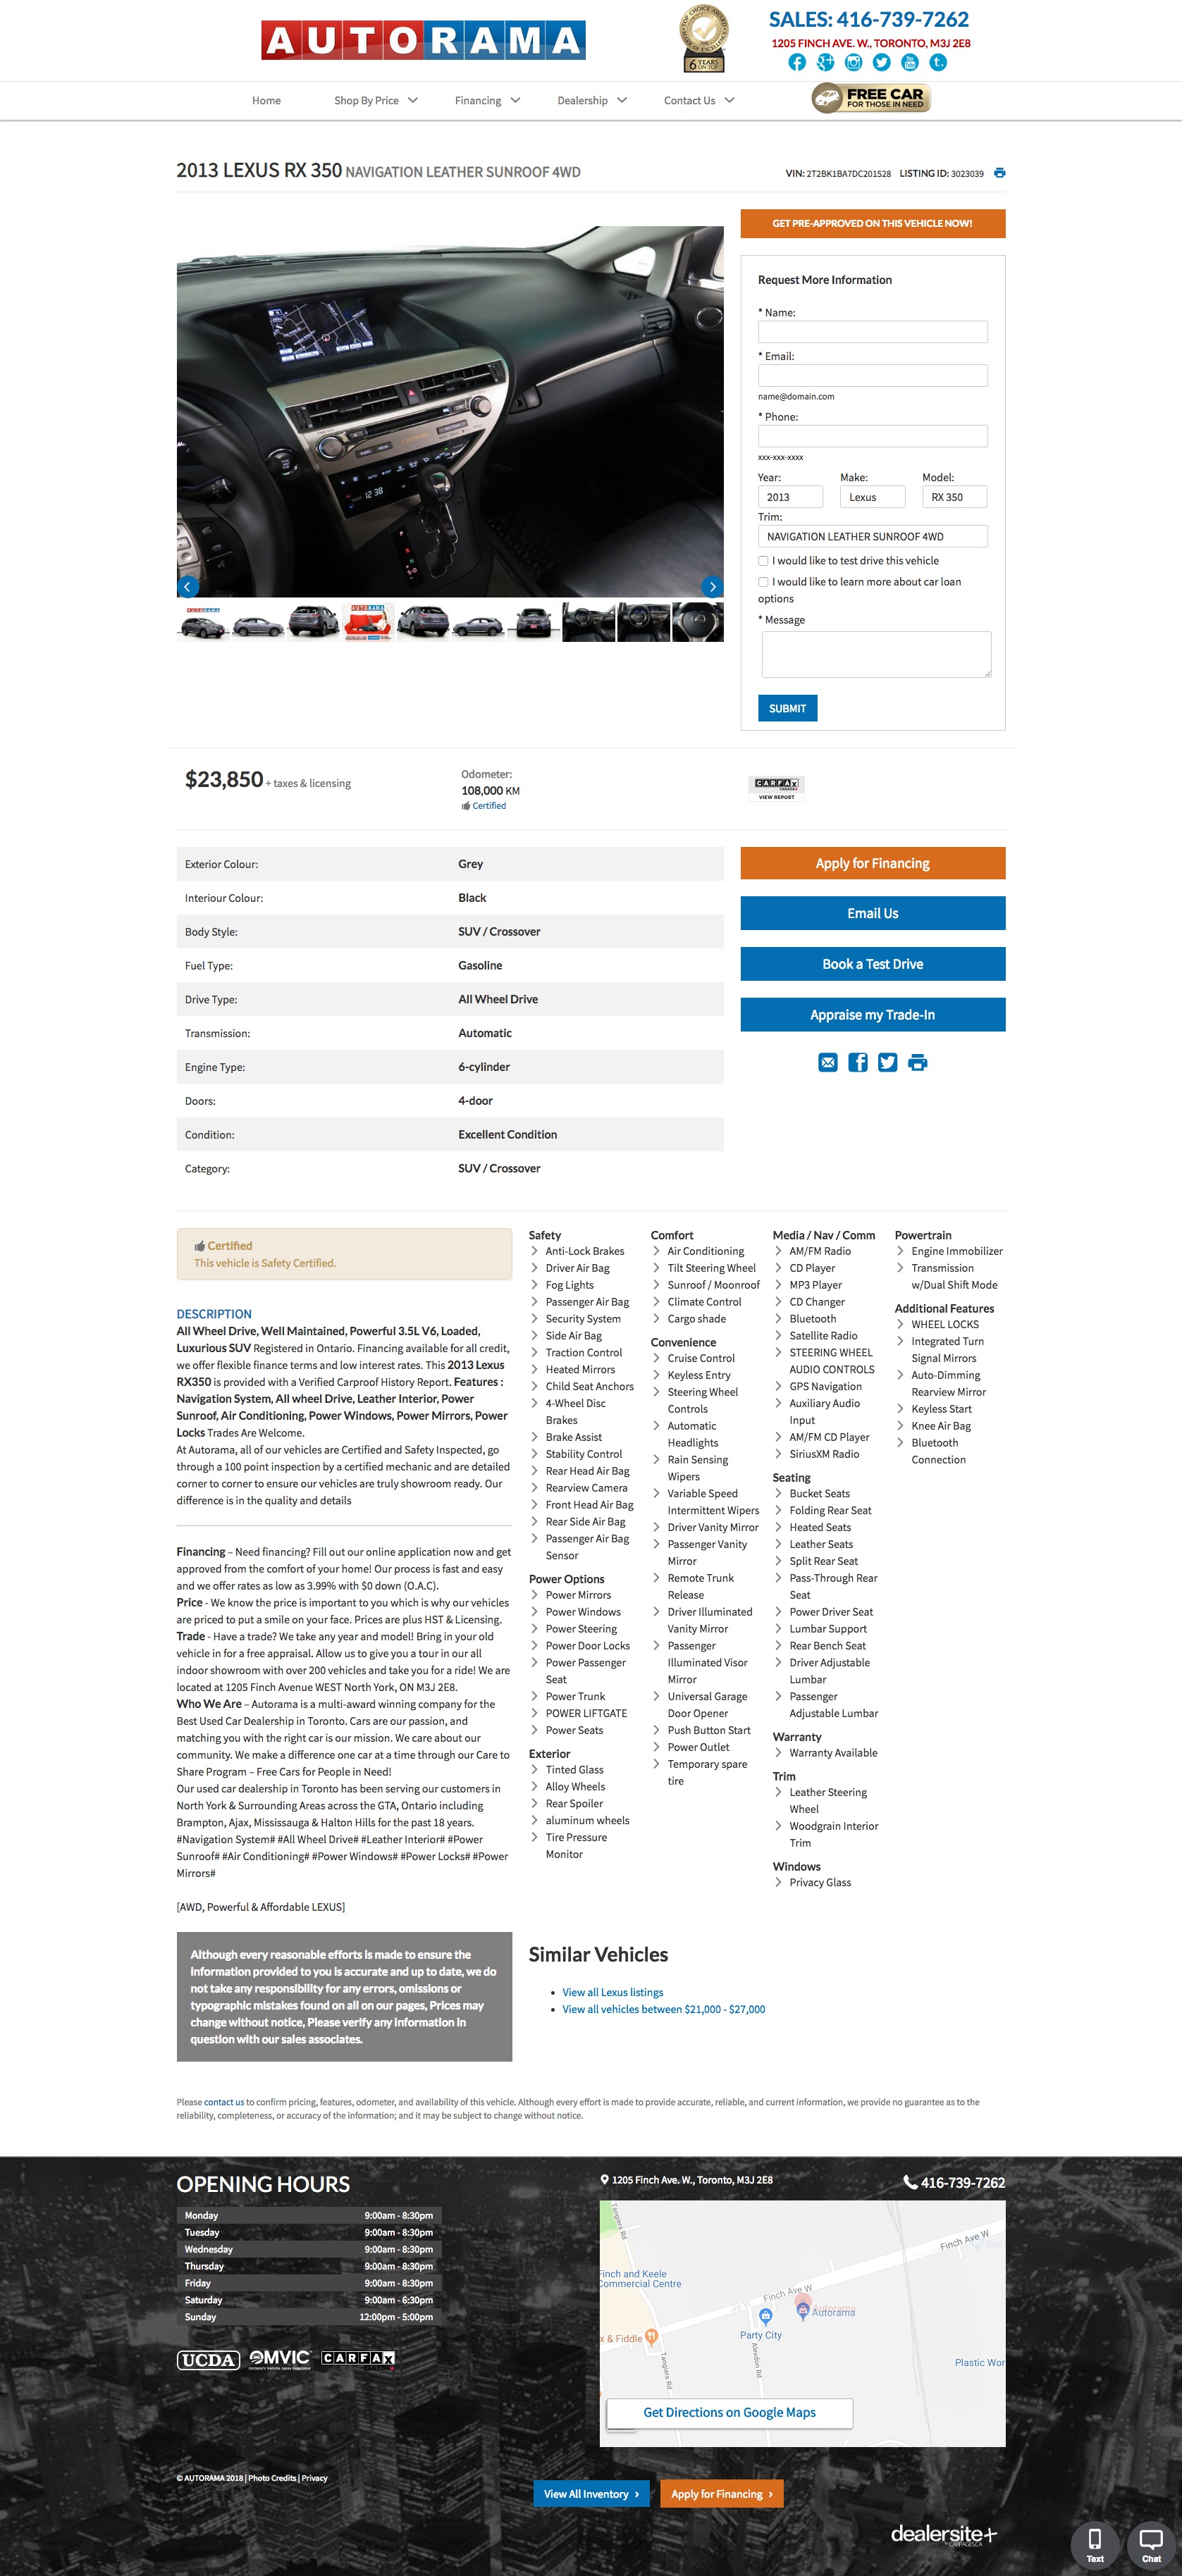 AUTORAMA
TOP CHOICE AWARD
6 YEARS
ON TOP
SALES: 416-739-7262
1205 FINCH AVE. W., TORONTO, M3J 2E8
Home
Shop By Price
Financing
Dealership
Contact Us
FREE CAR
FOR THOSE IN NEED
2013 LEXUS RX 350 NAVIGATION LEATHER SUNROOF 4WD
VIN: 2T2BK1BA7DC201528 LISTING ID: 3023039
GET PRE-APPROVED ON THIS VEHICLE NOW!
12:38
Request More Information
* Name:
* Email:
name@domain.com
* Phone:
xxx-xxx-xxxx
Year: Make: Model:
2013 Lexus RX 350
Trim:
NAVIGATION LEATHER SUNROOF 4WD
I would like to test drive this vehicle
I would like to learn more about car loan
options
* Message
SUBMIT
AUTORAMA
AUTORAMA
$23,850 + taxes & licensing
Odometer:
108,000 KM
Certified
CARFAX
CANADA
VIEW REPORT
Exterior Colour: Grey
Interiour Colour: Black
Body Style: SUV / Crossover
Fuel Type: Gasoline
Drive Type: All Wheel Drive
Transmission: Automatic
Engine Type: 6-cylinder
Doors: 4-door
Condition: Excellent Condition
Category: SUV / Crossover
Apply for Financing
Email Us
Book a Test Drive
Appraise my Trade-In
Certified
This vehicle is Safety Certified.
DESCRIPTION
All Wheel Drive, Well Maintained, Powerful 3.5L V6, Loaded,
Luxurious SUV Registered in Ontario. Financing available for all credit,
we offer flexible finance terms and low interest rates. This 2013 Lexus
RX350 is provided with a Verified Carproof History Report. Features :
Navigation System, All wheel Drive, Leather Interior, Power
Sunroof, Air Conditioning, Power Windows, Power Mirrors, Power
Locks Trades Are Welcome.
At Autorama, all of our vehicles are Certified and Safety Inspected, go
through a 100 point inspection by a certified mechanic and are detailed
corner to corner to ensure our vehicles are truly showroom ready. Our
difference is in the quality and details
Financing – Need financing? Fill out our online application now and get
approved from the comfort of your home! Our process is fast and easy
and we offer rates as low as 3.99% with $0 down (O.A.C).
Price - We know the price is important to you which is why our vehicles
are priced to put a smile on your face. Prices are plus HST & Licensing.
Trade - Have a trade? We take any year and model! Bring in your old
vehicle in for a free appraisal. Allow us to give you a tour in our all
indoor showroom with over 200 vehicles and take you for a ride! We are
located at 1205 Finch Avenue WEST North York, ON M3J 2E8.
Who We Are – Autorama is a multi-award winning company for the
Best Used Car Dealership in Toronto. Cars are our passion, and
matching you with the right car is our mission. We care about our
community. We make a difference one car at a time through our Care to
Share Program – Free Cars for People in Need!
Our used car dealership in Toronto has been serving our customers in
North York & Surrounding Areas across the GTA, Ontario including
Brampton, Ajax, Mississauga & Halton Hills for the past 18 years.
#Navigation System# #All Wheel Drive# #Leather Interior# #Power
Sunroof# #Air Conditioning# #Power Windows# #Power Locks# #Power
Mirrors#
[AWD, Powerful & Affordable LEXUS]
Safety
Anti-Lock Brakes
Driver Air Bag
Fog Lights
Passenger Air Bag
Security System
Side Air Bag
Traction Control
Heated Mirrors
Child Seat Anchors
4-Wheel Disc
Brakes
Brake Assist
Stability Control
Rear Head Air Bag
Rearview Camera
Front Head Air Bag
Rear Side Air Bag
Passenger Air Bag
Sensor
Power Options
Power Mirrors
Power Windows
Power Steering
Power Door Locks
Power Passenger
Seat
Power Trunk
POWER LIFTGATE
Power Seats
Exterior
Tinted Glass
Alloy Wheels
Rear Spoiler
aluminum wheels
Tire Pressure
Monitor
Comfort
Air Conditioning
Tilt Steering Wheel
Sunroof / Moonroof
Climate Control
Cargo shade
Convenience
Cruise Control
Keyless Entry
Steering Wheel
Controls
Automatic
Headlights
Rain Sensing
Wipers
Variable Speed
Intermittent Wipers
Driver Vanity Mirror
Passenger Vanity
Mirror
Remote Trunk
Release
Driver Illuminated
Vanity Mirror
Passenger
Illuminated Visor
Mirror
Universal Garage
Door Opener
Push Button Start
Power Outlet
Temporary spare
tire
Media / Nav / Comm
AM/FM Radio
CD Player
MP3 Player
CD Changer
Bluetooth
Satellite Radio
STEERING WHEEL
AUDIO CONTROLS
GPS Navigation
Auxiliary Audio
Input
AM/FM CD Player
SiriusXM Radio
Seating
Bucket Seats
Folding Rear Seat
Heated Seats
Leather Seats
Split Rear Seat
Pass-Through Rear
Seat
Power Driver Seat
Lumbar Support
Rear Bench Seat
Driver Adjustable
Lumbar
Passenger
Adjustable Lumbar
Warranty
Warranty Available
Trim
Leather Steering
Wheel
Woodgrain Interior
Trim
Windows
Privacy Glass
Powertrain
Engine Immobilizer
Transmission
w/Dual Shift Mode
Additional Features
WHEEL LOCKS
Integrated Turn
Signal Mirrors
Auto-Dimming
Rearview Mirror
Keyless Start
Knee Air Bag
Bluetooth
Connection
Although every reasonable efforts is made to ensure the
information provided to you is accurate and up to date, we do
not take any responsibility for any errors, omissions or
typographic mistakes found on all on our pages, Prices may
change without notice, Please verify any information in
question with our sales associates.
Similar Vehicles
View all Lexus listings
View all vehicles between $21,000 - $27,000
Please contact us to confirm pricing, features, odometer, and availability of this vehicle. Although every effort is made to provide accurate, reliable, and current information, we provide no guarantee as to the
reliability, completeness, or accuracy of the information; and it may be subject to change without notice.
OPENING HOURS
Monday 9:00am - 8:30pm
Tuesday 9:00am - 8:30pm
Wednesday 9:00am - 8:30pm
Thursday 9:00am - 8:30pm
Friday 9:00am - 8:30pm
Saturday 9:00am - 6:30pm
Sunday 12:00pm - 5:00pm
UCDA OMVIC CARFAX
1205 Finch Ave. W., Toronto, M3J 2E8
416-739-7262
Tangiers Rd
Finch Ave W
Finch and Keele
Commercial Centre
Finch Ave W
Autorama
Party City
x & Fiddle
Tangiers Rd
Alexdon Rd
Plastic Wor
Get Directions on Google Maps
© AUTORAMA 2018 | Photo Credits | Privacy
View All Inventory ›
Apply for Financing ›
dealersite+
BY CARPAGES.CA
Text
Chat